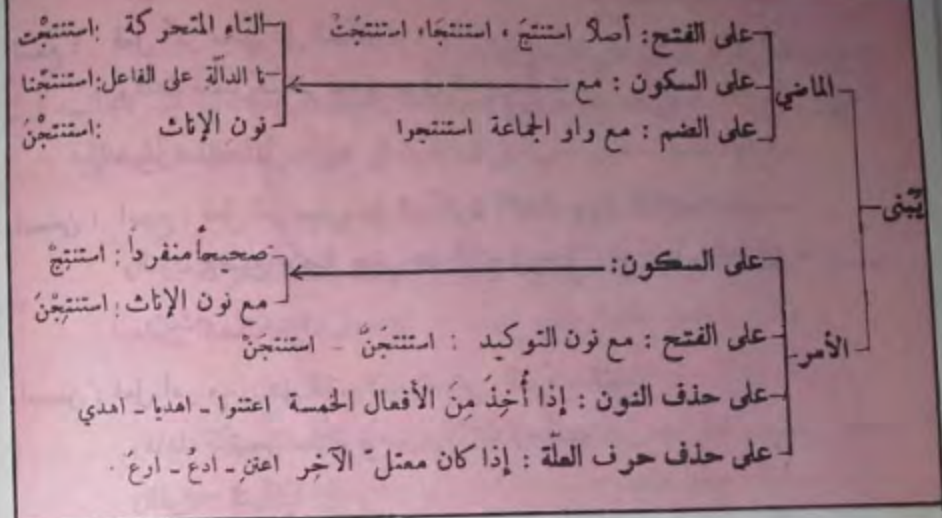 يُبنى
الماضي
على الفتح: أصلاً استنتجَ ، استنتجَا، استنتجَتْ
على السكون : مع
التاء المتحركة :استنتجْت
نا الدالّة على الفاعل:استنتجْنا
نون الإناث :استنتجْنَ
على الضم : مع واو الجماعة استنتجوا
الأمر
على السكون:
صحيحاً منفرداً : استنتِجْ
مع نون الإناث : استنتِجْنَ
على الفتح : مع نون التوكيد : استنتجَنَّ - استنتجَنْ
على حذف النون : إذا أُخِذَ مِنَ الأفعال الخمسة اعتنوا - اهديا - اهدي
على حذف حرف العلّة : إذا كان معتلّ الآخِر اعتنِ - ادعُ - ارعَ .